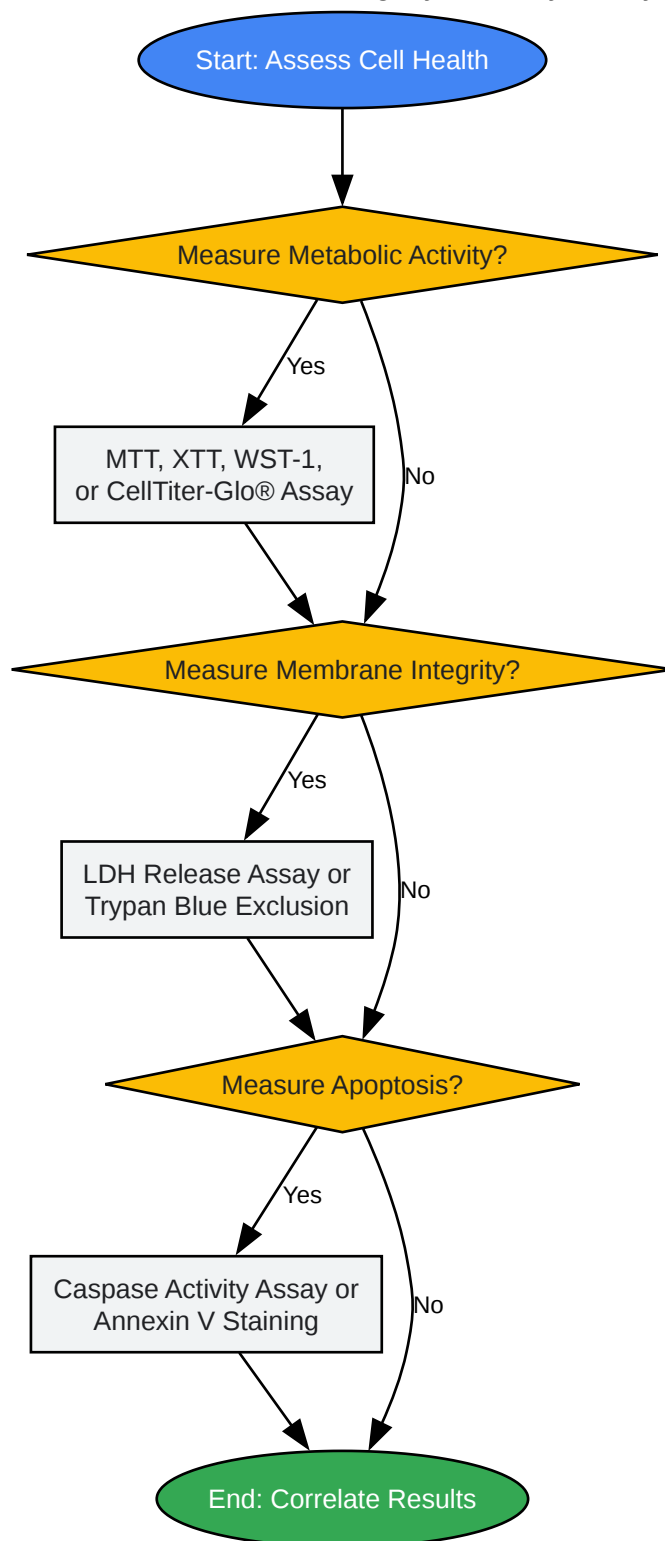 Start: Assess Cell Health
Measure Metabolic Activity?
Yes
MTT, XTT, WST-1,
or CellTiter-Glo® Assay
No
Measure Membrane Integrity?
Yes
LDH Release Assay or
Trypan Blue Exclusion
No
Measure Apoptosis?
Yes
Caspase Activity Assay or
Annexin V Staining
No
End: Correlate Results